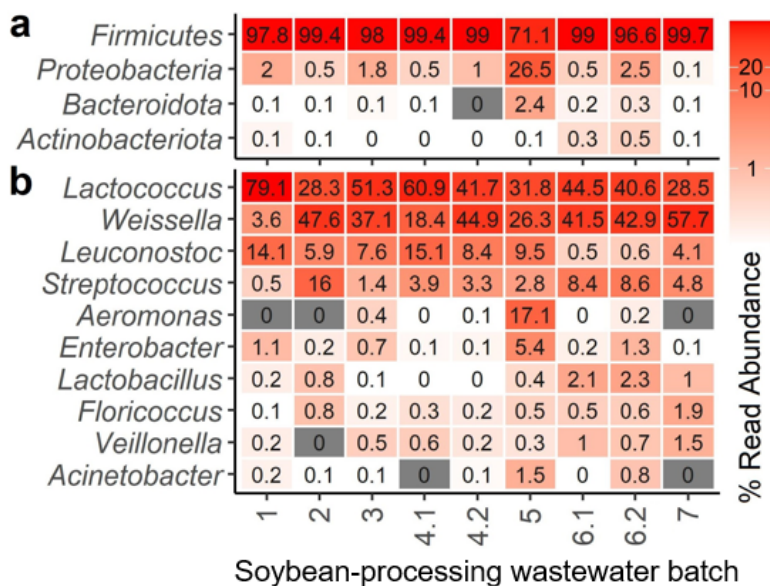 a
Firmicutes 97.8 99.4 98 99.4 99 71.1 99 96.6 99.7
Proteobacteria 2 0.5 1.8 0.5 1 26.5 0.5 2.5 0.1
Bacteroidota 0.1 0.1 0.1 0.1 0 2.4 0.2 0.3 0.1
Actinobacteriota 0.1 0.1 0 0 0 0.1 0.3 0.5 0.1
b
Lactococcus 79.1 28.3 51.3 60.9 41.7 31.8 44.5 40.6 28.5
Weissella 3.6 47.6 37.1 18.4 44.9 26.3 41.5 42.9 57.7
Leuconostoc 14.1 5.9 7.6 15.1 8.4 9.5 0.5 0.6 4.1
Streptococcus 0.5 16 1.4 3.9 3.3 2.8 8.4 8.6 4.8
Aeromonas 0 0 0.4 0 0.1 17.1 0 0.2 0
Enterobacter 1.1 0.2 0.7 0.1 0.1 5.4 0.2 1.3 0.1
Lactobacillus 0.2 0.8 0.1 0 0 0.4 2.1 2.3 1
Floricoccus 0.1 0.8 0.2 0.3 0.2 0.5 0.5 0.6 1.9
Veillonella 0.2 0 0.5 0.6 0.2 0.3 1 0.7 1.5
Acinetobacter 0.2 0.1 0.1 0 0.1 1.5 0 0.8 0
1 2 3 4.1 4.2 5 6.1 6.2 7
Soybean-processing wastewater batch
20
10
1
% Read Abundance